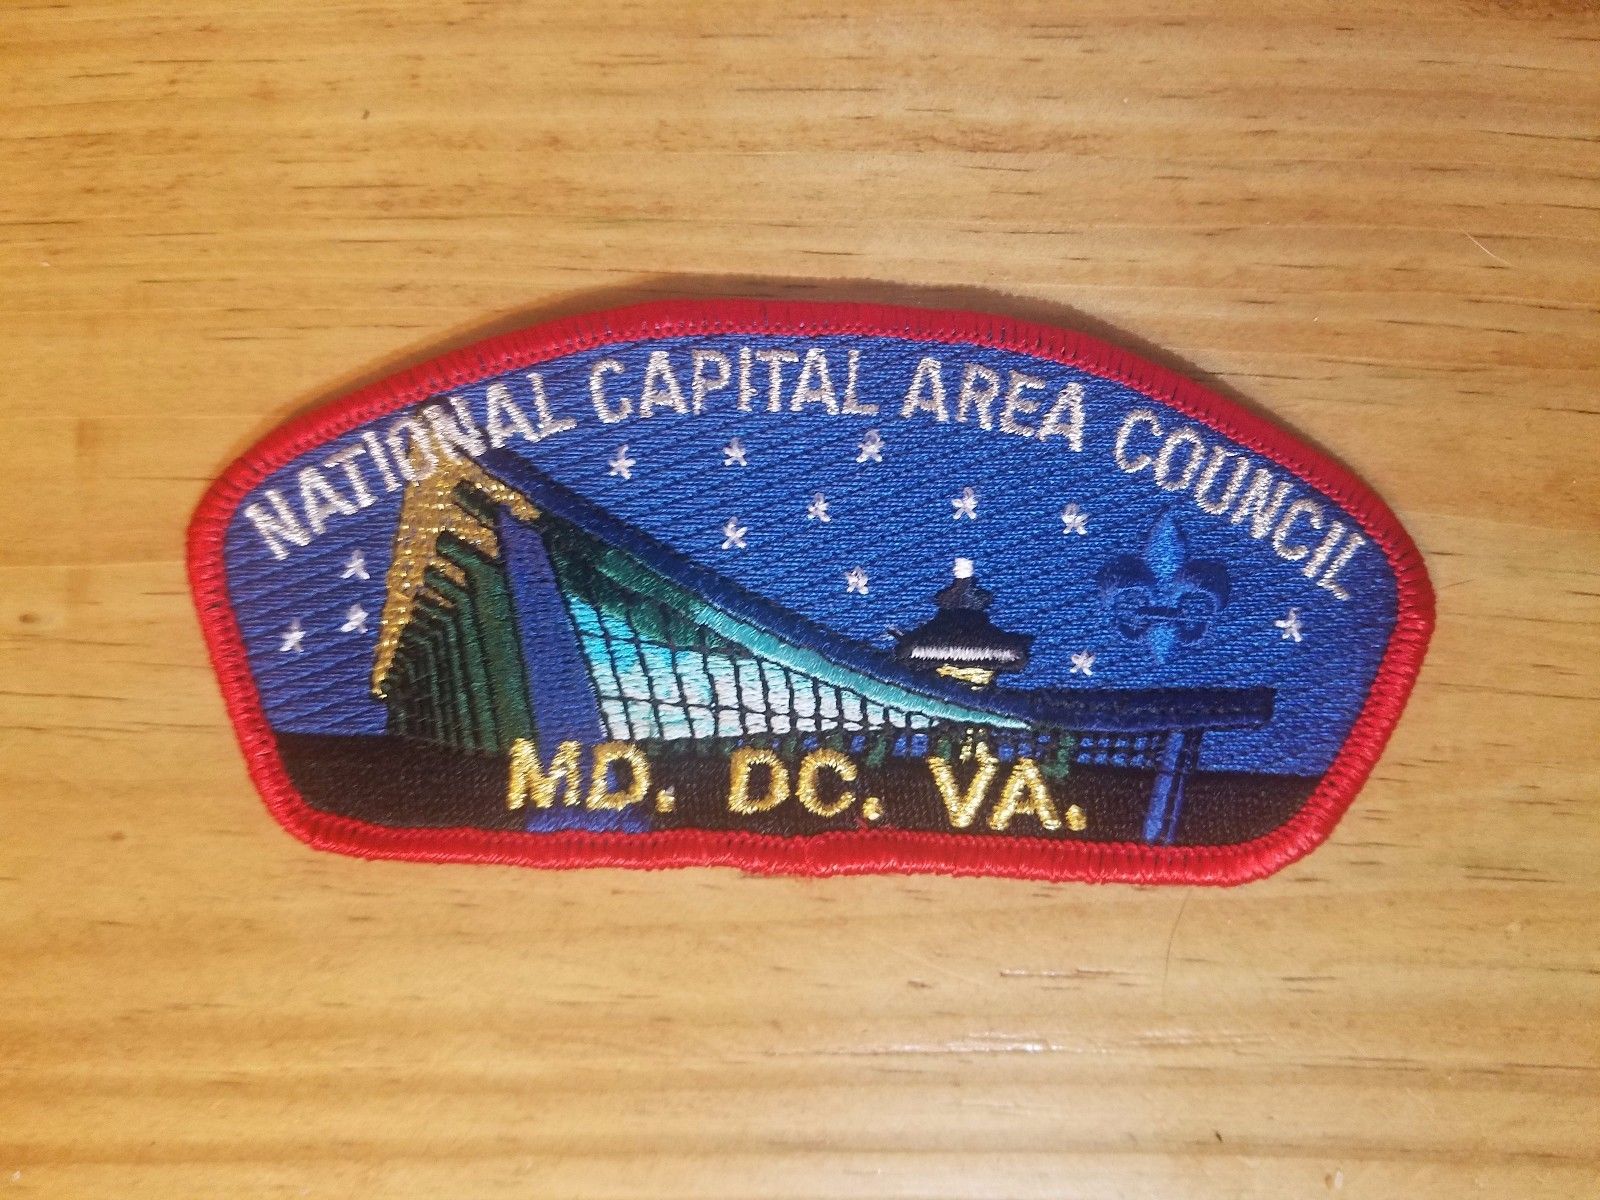 NATIONAL CAPITAL AREA COUNCIL
MD. DC. VA.